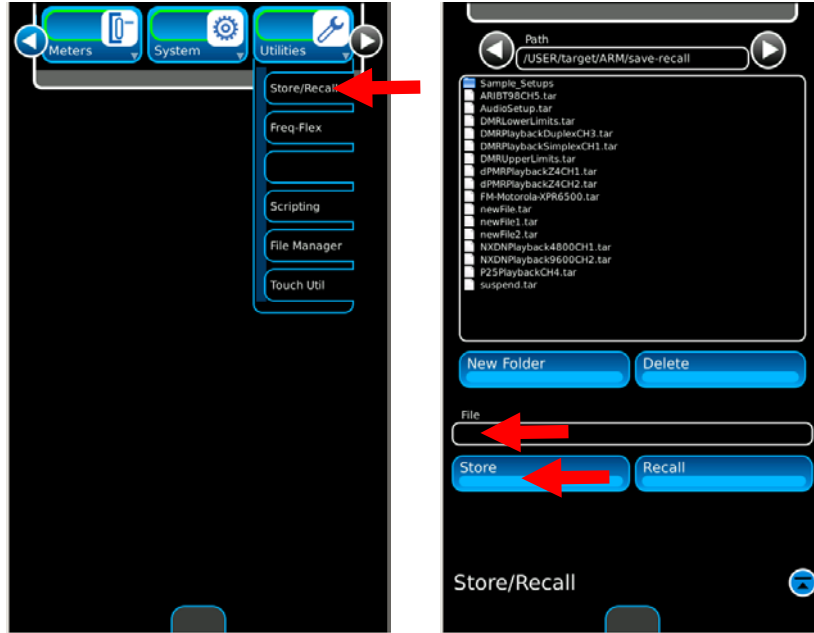 Meters
System
Utilities
Store/Recall
Freq-Flex
Scripting
File Manager
Touch Util
Path
/USER/target/ARM/save-recall
Sample_Setups
ARIBT98CH5.tar
AudioSetup.tar
DMRLowerLimits.tar
DMRPlaybackDuplexCH3.tar
DMRPlaybackSimplexCH1.tar
DMRUpperLimits.tar
dPMRPlaybackZ4CH1.tar
dPMRPlaybackZ4CH2.tar
FM-Motorola-XPR6500.tar
newFile.tar
newFile1.tar
newFile2.tar
NXDNPlayback4800CH1.tar
NXDNPlayback9600CH2.tar
P25PlaybackCH4.tar
suspend.tar
New Folder
Delete
File
Store
Recall
Store/Recall